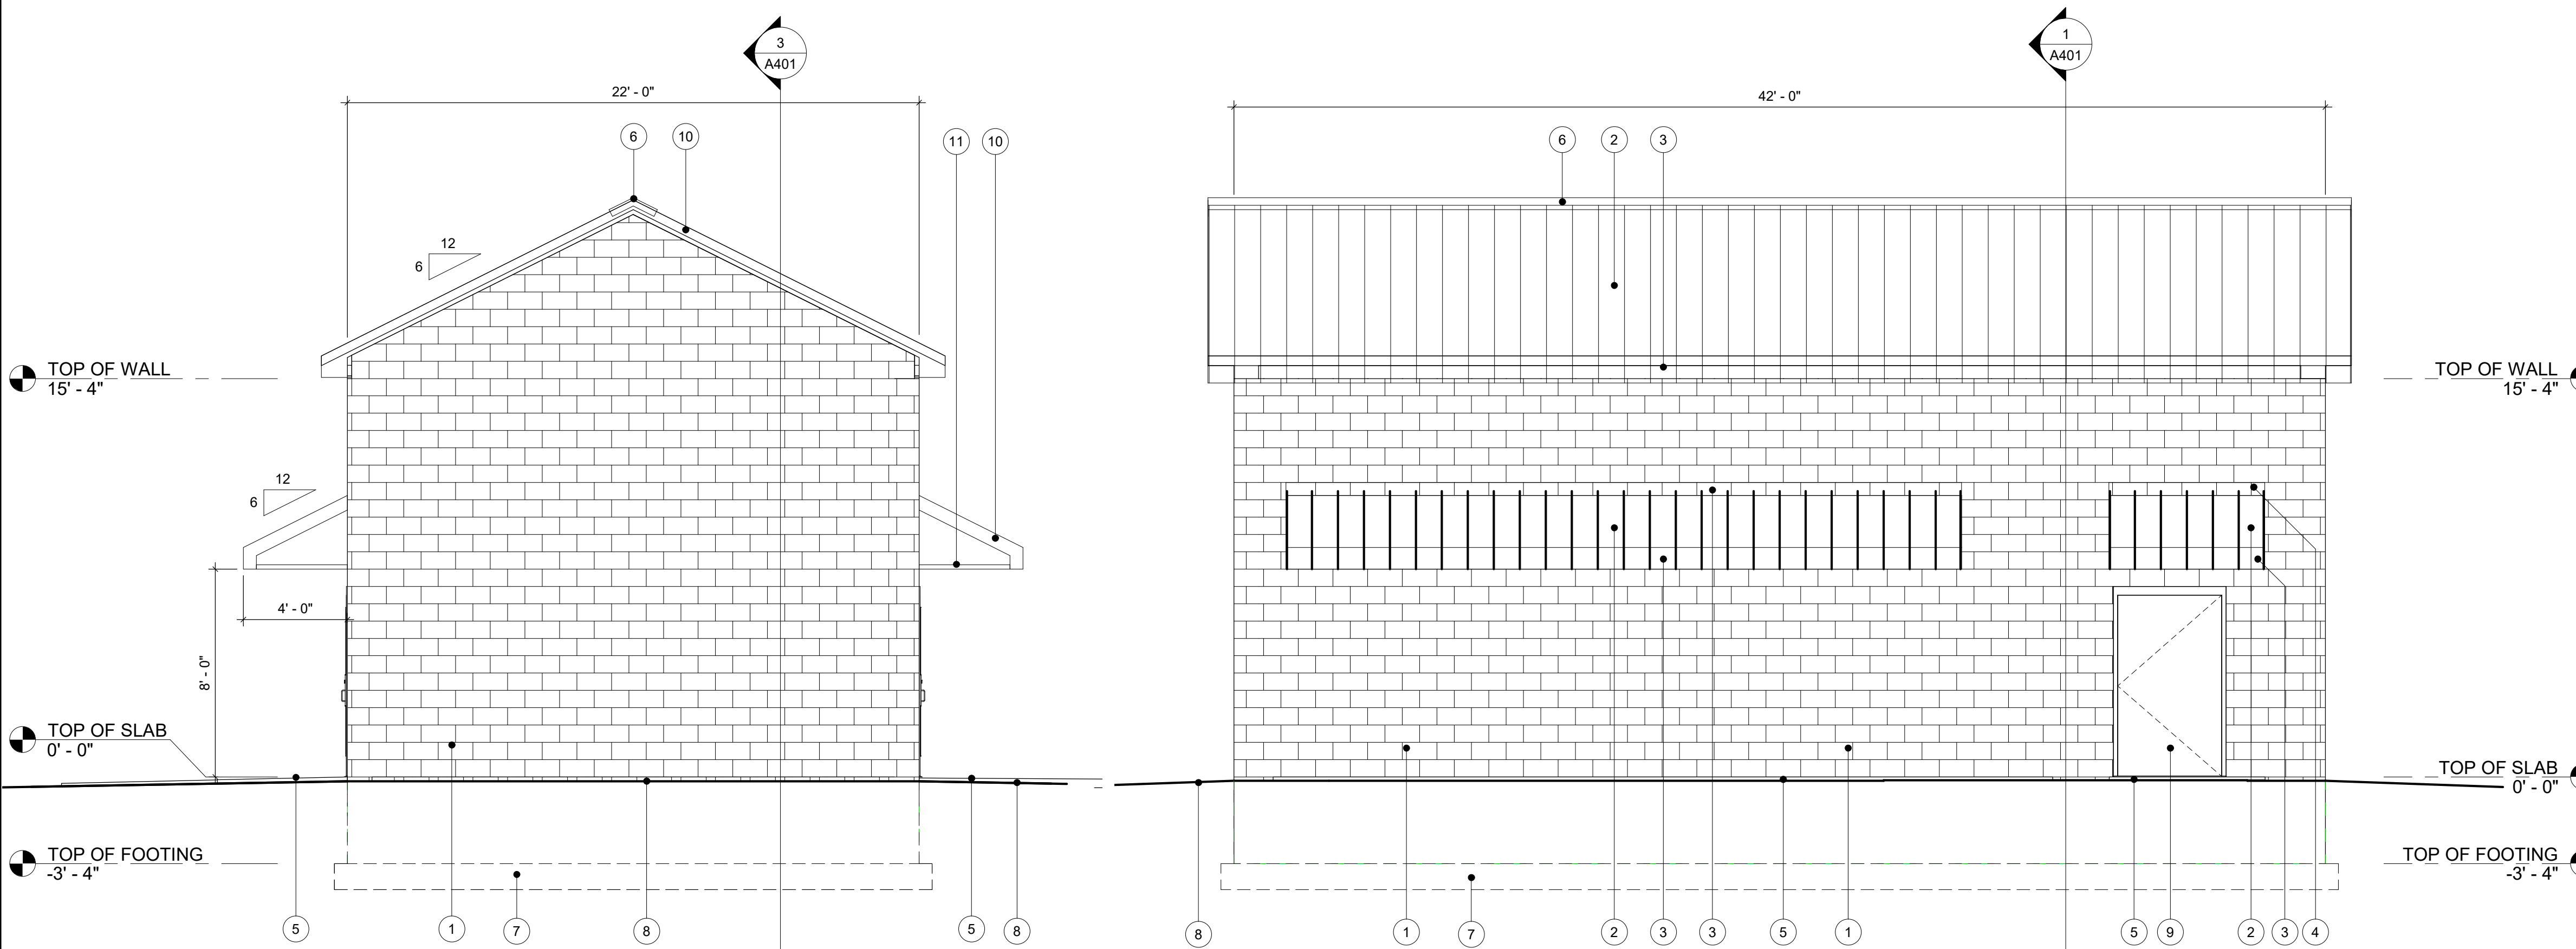 3
A401
1
A401
22' - 0"
42' - 0"
6
10
11
10
6
2
3
12
6
TOP OF WALL
15' - 4"
TOP OF WALL
15' - 4"
12
6
4' - 0"
8' - 0"
TOP OF SLAB
0' - 0"
TOP OF SLAB
0' - 0"
TOP OF FOOTING
-3' - 4"
TOP OF FOOTING
-3' - 4"
5
1
7
8
5
8
8
1
7
2
3
3
5
1
5
9
2
3
4